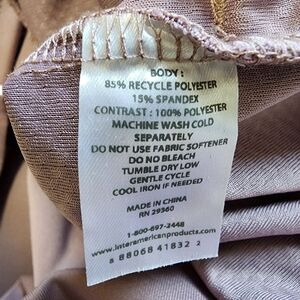 BODY :
85% RECYCLE POLYESTER
15% SPANDEX
CONTRAST : 100% POLYESTER
MACHINE WASH COLD
SEPARATELY
DO NOT USE FABRIC SOFTENER
DO NO BLEACH
TUMBLE DRY LOW
GENTLE CYCLE
COOL IRON IF NEEDED
MADE IN CHINA
RN 29360
1-800-697-2448
www.interamericanproducts.com
8 88068 41832 2